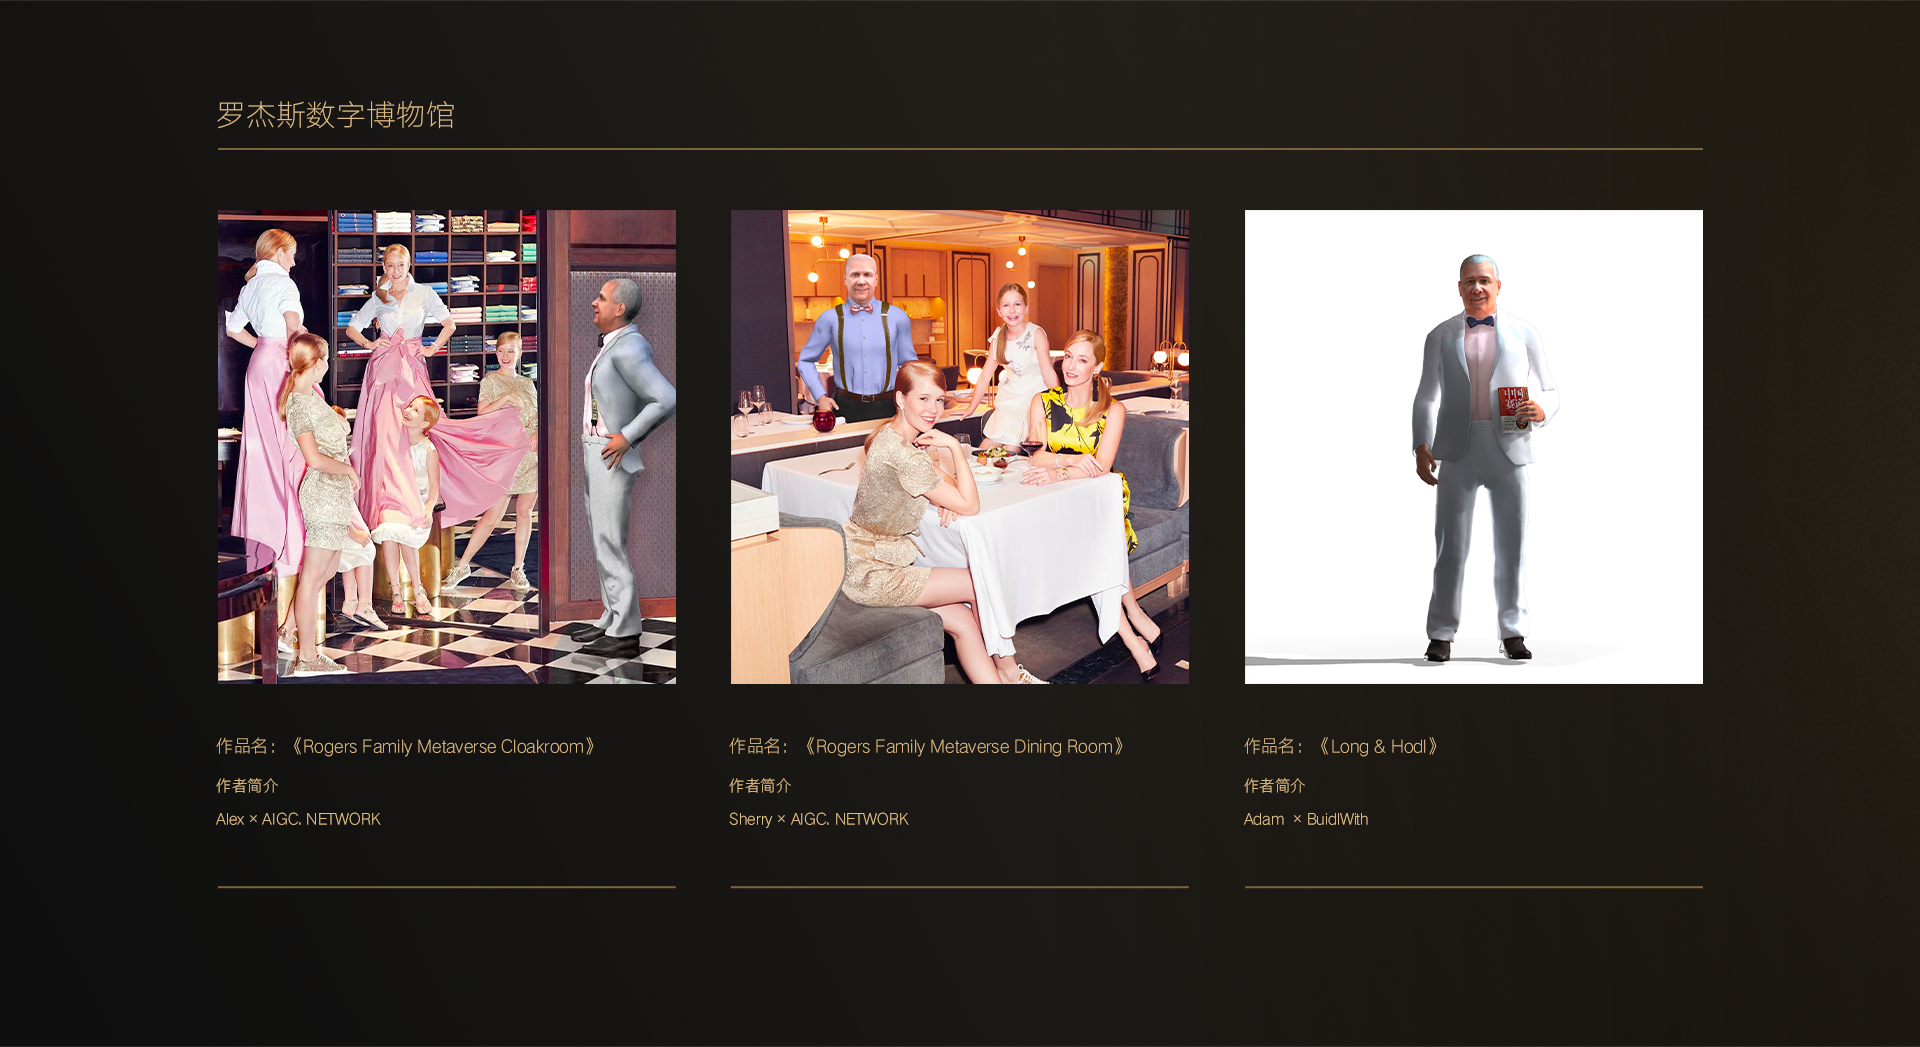 罗杰斯数字博物馆
作品名：《Rogers Family Metaverse Cloakroom》
作者简介
Alex × AIGC. NETWORK
作品名：《Rogers Family Metaverse Dining Room》
作者简介
Sherry × AIGC. NETWORK
作品名：《Long & Hodl》
作者简介
Adam × BuidlWith